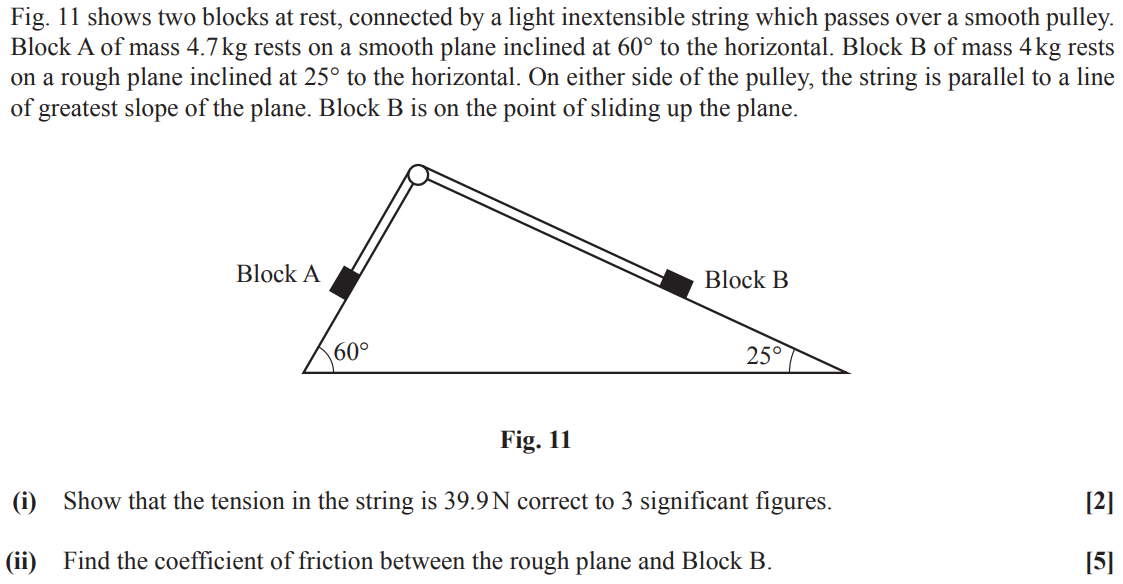 Fig. 11 shows two blocks at rest, connected by a light inextensible string which passes over a smooth pulley.
Block A of mass 4.7 kg rests on a smooth plane inclined at 60° to the horizontal. Block B of mass 4 kg rests
on a rough plane inclined at 25° to the horizontal. On either side of the pulley, the string is parallel to a line
of greatest slope of the plane. Block B is on the point of sliding up the plane.
Block A
Block B
60°
25°
Fig. 11
(i) Show that the tension in the string is 39.9 N correct to 3 significant figures. [2]
(ii) Find the coefficient of friction between the rough plane and Block B. [5]